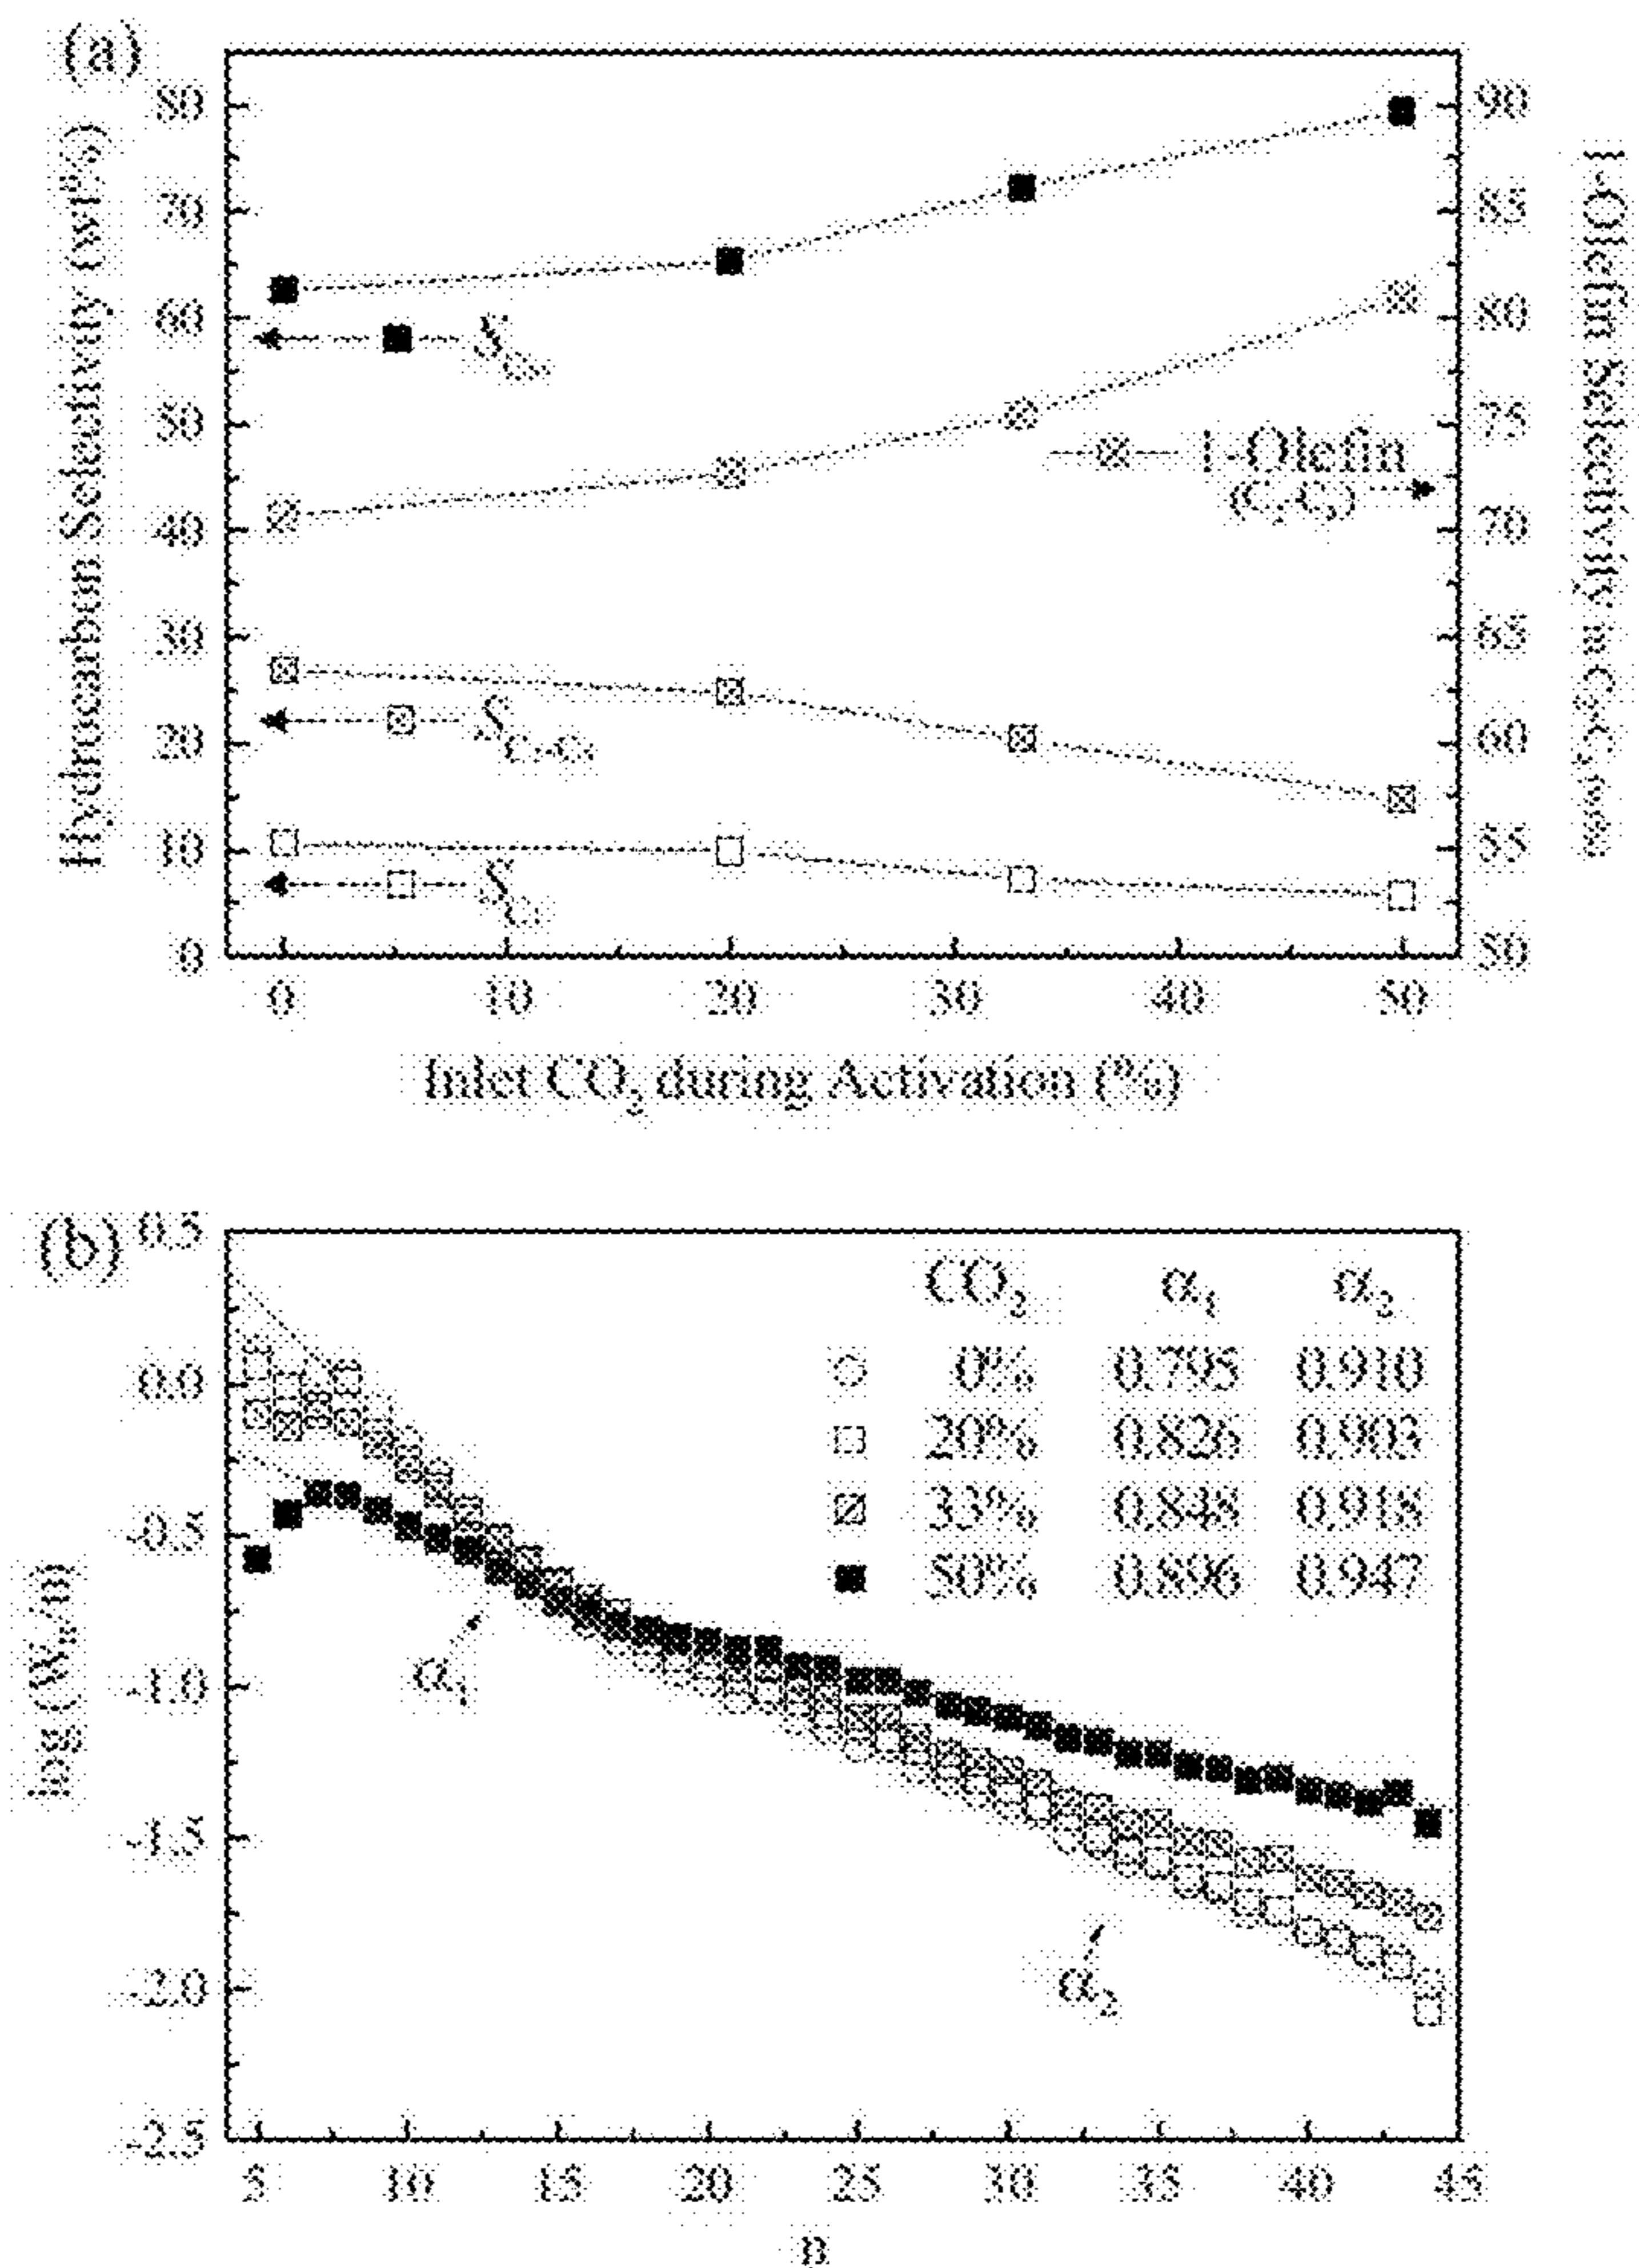 (a)
80
70
60
50
40
30
20
10
0
Hydrocarbon Selectivity (wt%)
90
85
80
75
70
65
60
55
50
1-Olefin Selectivity in
S
1-Olefin
S
S
0 10 20 30 40 50
Inlet CO2 during Activation (%)
(b)
0.5
0.0
-0.5
-1.0
-1.5
-2.0
-2.5
log (Wn/n)
CO2 α1 α2
0% 0.795 0.910
20% 0.826 0.903
33% 0.848 0.918
50% 0.896 0.947
α1
α2
5 10 15 20 25 30 35 40 45
n